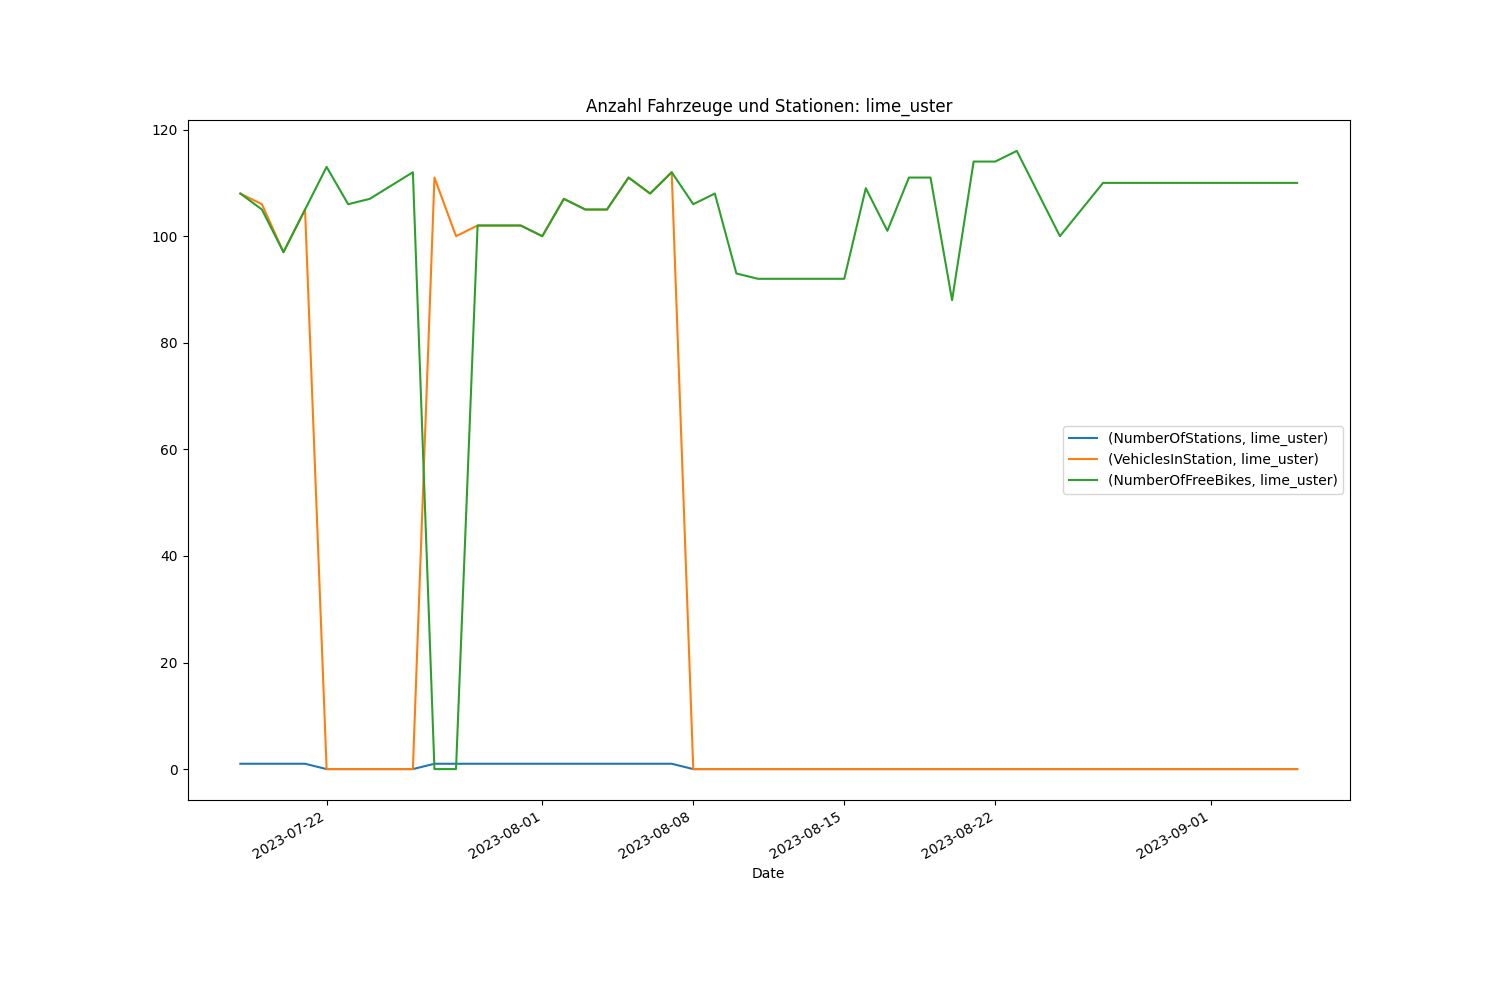 Anzahl Fahrzeuge und Stationen: lime_uster
120
100
80
60
40
20
0
(NumberOfStations, lime_uster)
(VehiclesInStation, lime_uster)
(NumberOfFreeBikes, lime_uster)
2023-07-22
2023-08-01
2023-08-08
2023-08-15
2023-08-22
2023-09-01
Date